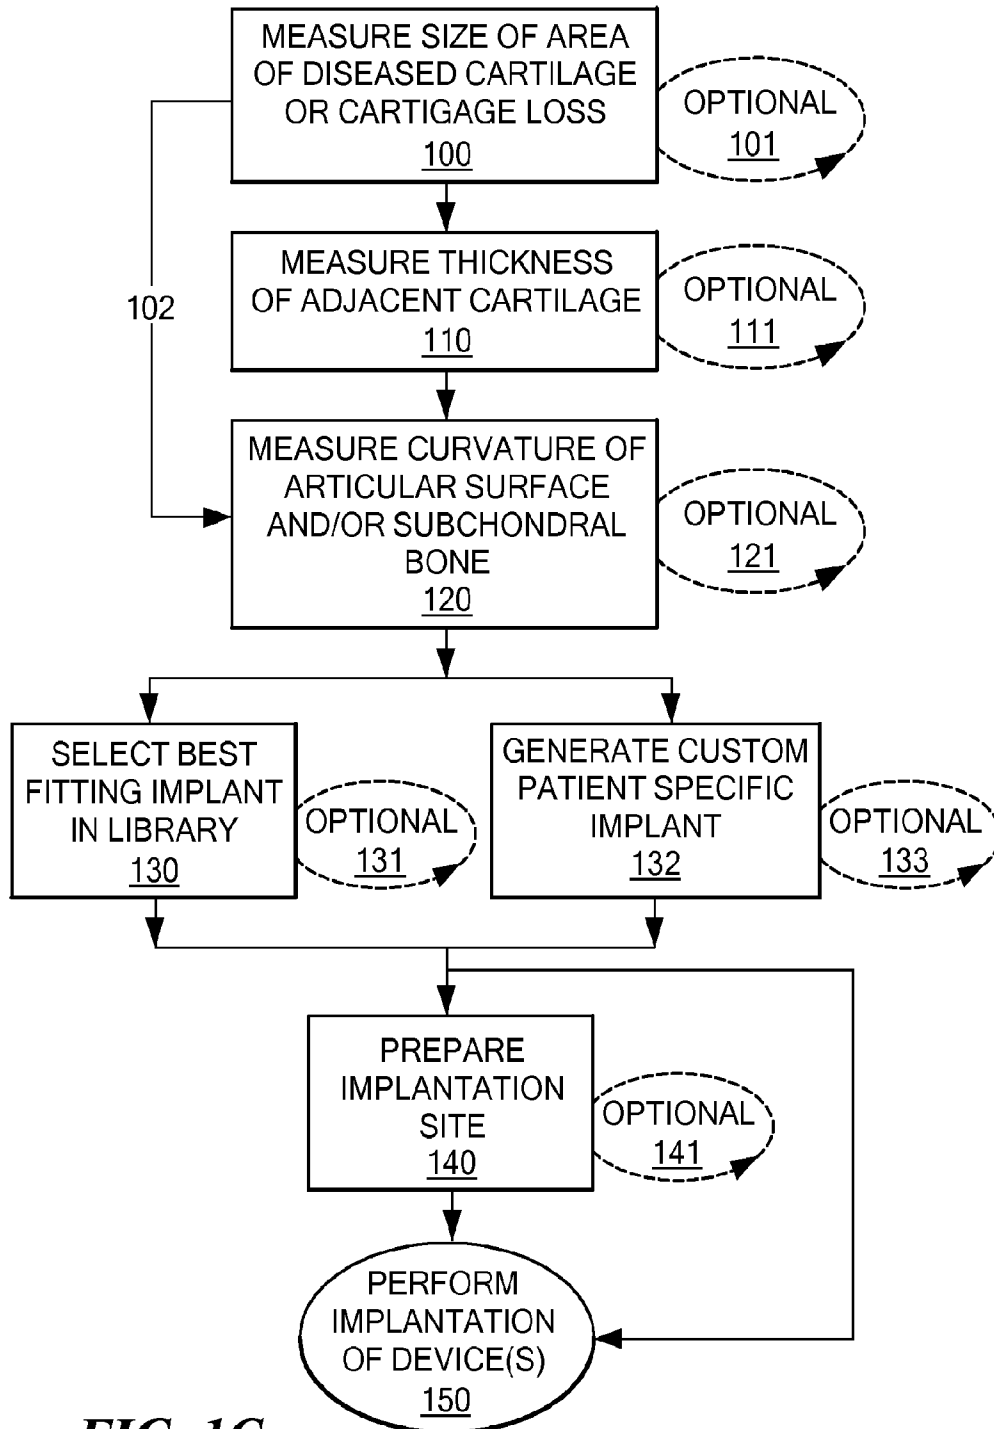 MEASURE SIZE OF AREA
OF DISEASED CARTILAGE
OR CARTIGAGE LOSS
100
OPTIONAL
101
102
MEASURE THICKNESS
OF ADJACENT CARTILAGE
110
OPTIONAL
111
MEASURE CURVATURE OF
ARTICULAR SURFACE
AND/OR SUBCHONDRAL
BONE
120
OPTIONAL
121
SELECT BEST
FITTING IMPLANT
IN LIBRARY
130
OPTIONAL
131
GENERATE CUSTOM
PATIENT SPECIFIC
IMPLANT
132
OPTIONAL
133
PREPARE
IMPLANTATION
SITE
140
OPTIONAL
141
PERFORM
IMPLANTATION
OF DEVICE(S)
150
FIG. 1C